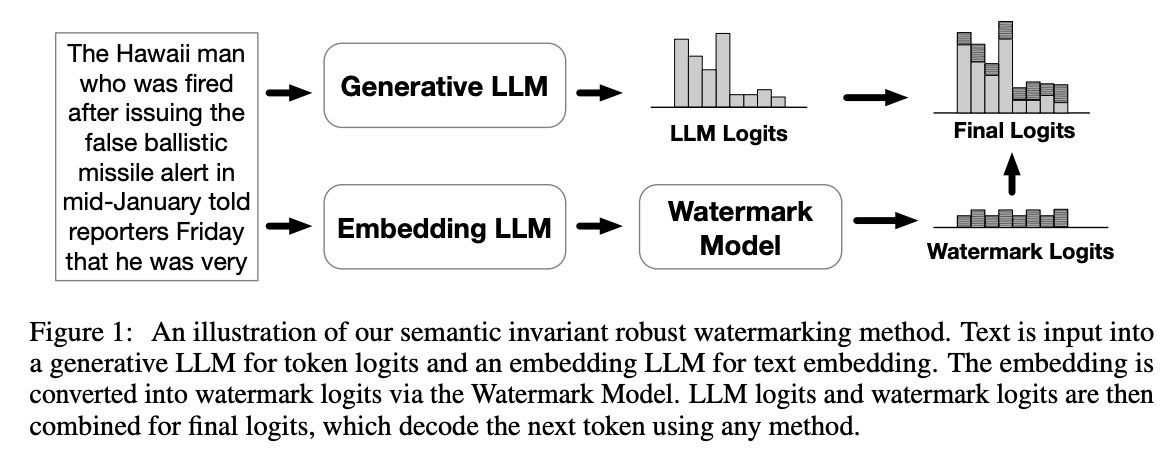 The Hawaii man
who was fired
after issuing the
false ballistic
missile alert in
mid-January told
reporters Friday
that he was very
Generative LLM
LLM Logits
Final Logits
Embedding LLM
Watermark
Model
Watermark Logits
Figure 1: An illustration of our semantic invariant robust watermarking method. Text is input into
a generative LLM for token logits and an embedding LLM for text embedding. The embedding is
converted into watermark logits via the Watermark Model. LLM logits and watermark logits are then
combined for final logits, which decode the next token using any method.